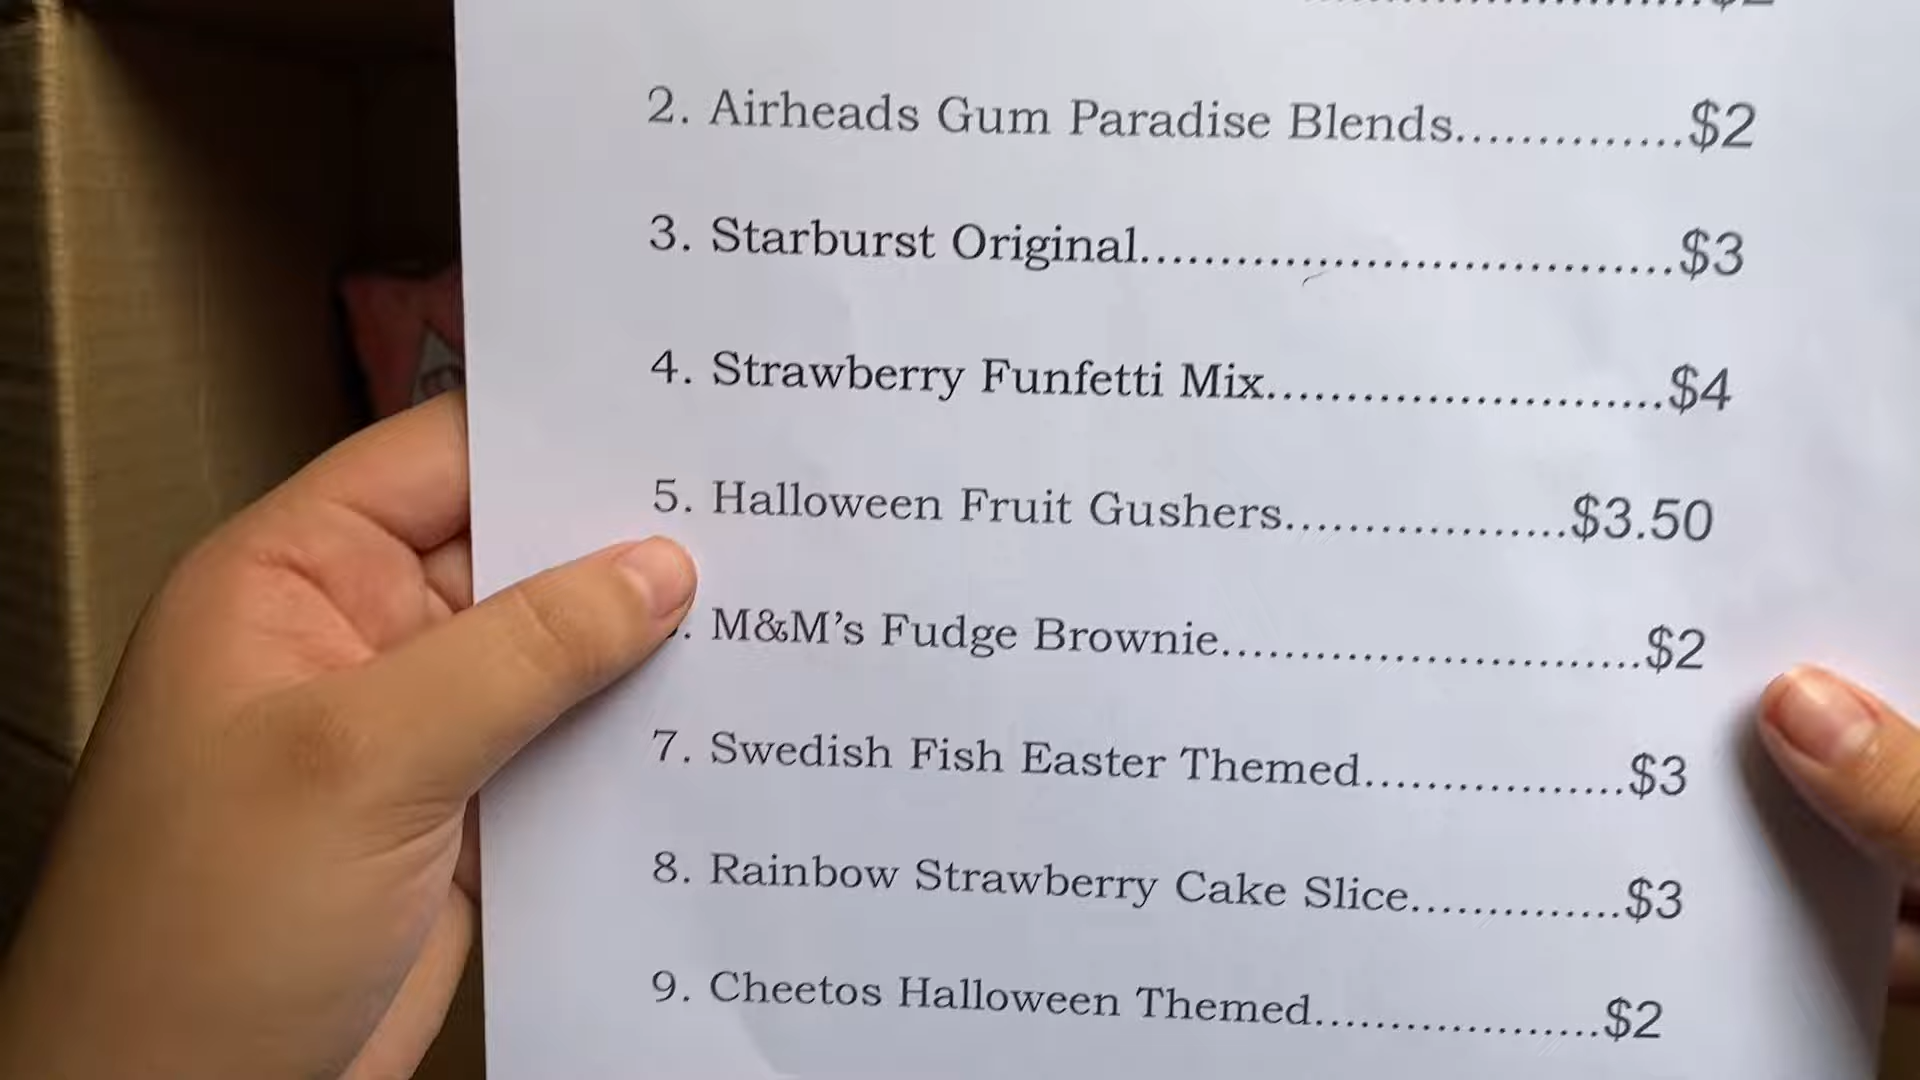 2. Airheads Gum Paradise Blends..............$2
3. Starburst Original..................................$3
4. Strawberry Funfetti Mix.........................$4
5. Halloween Fruit Gushers..................$3.50
. M&M's Fudge Brownie...........................$2
7. Swedish Fish Easter Themed.................$3
8. Rainbow Strawberry Cake Slice..............$3
9. Cheetos Halloween Themed..................$2